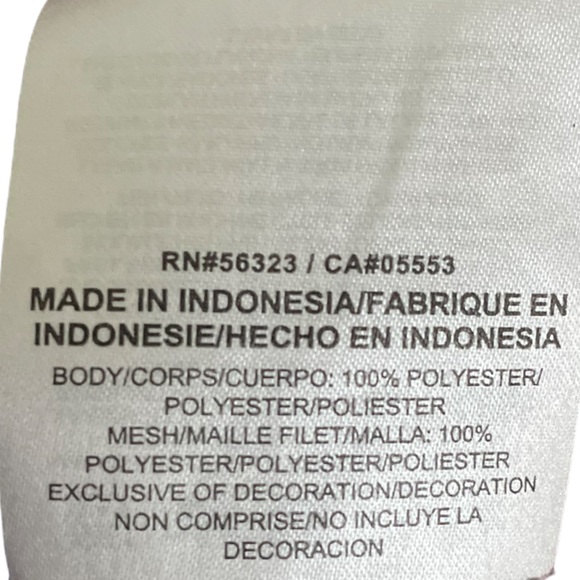 RN#56323 / CA#05553
MADE IN INDONESIA/FABRIQUE EN
INDONESIE/HECHO EN INDONESIA
BODY/CORPS/CUERPO: 100% POLYESTER/
POLYESTER/POLIESTER
MESH/MAILLE FILET/MALLA: 100%
POLYESTER/POLYESTER/POLIESTER
EXCLUSIVE OF DECORATION/DECORATION
NON COMPRISE/NO INCLUYE LA
DECORACION